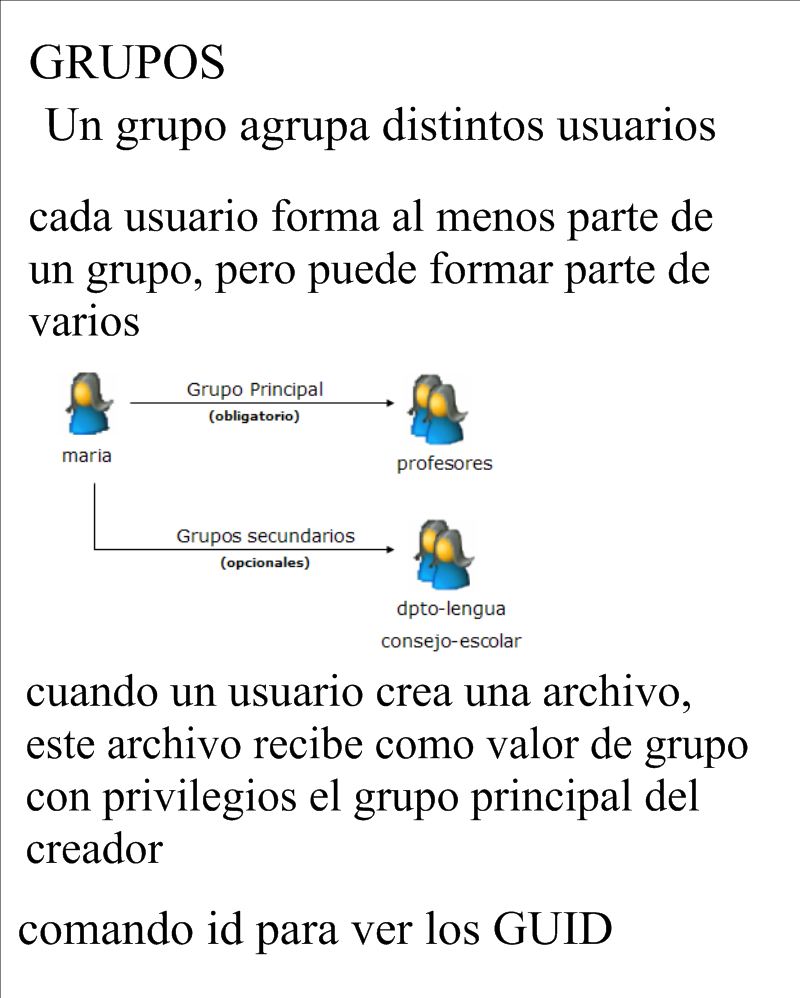 GRUPOS
Un grupo agrupa distintos usuarios
cada usuario forma al menos parte de
un grupo, pero puede formar parte de
varios
Grupo Principal
(obligatorio)
maria
profesores
Grupos secundarios
(opcionales)
dpto-lengua
consejo-escolar
cuando un usuario crea una archivo,
este archivo recibe como valor de grupo
con privilegios el grupo principal del
creador
comando id para ver los GUID